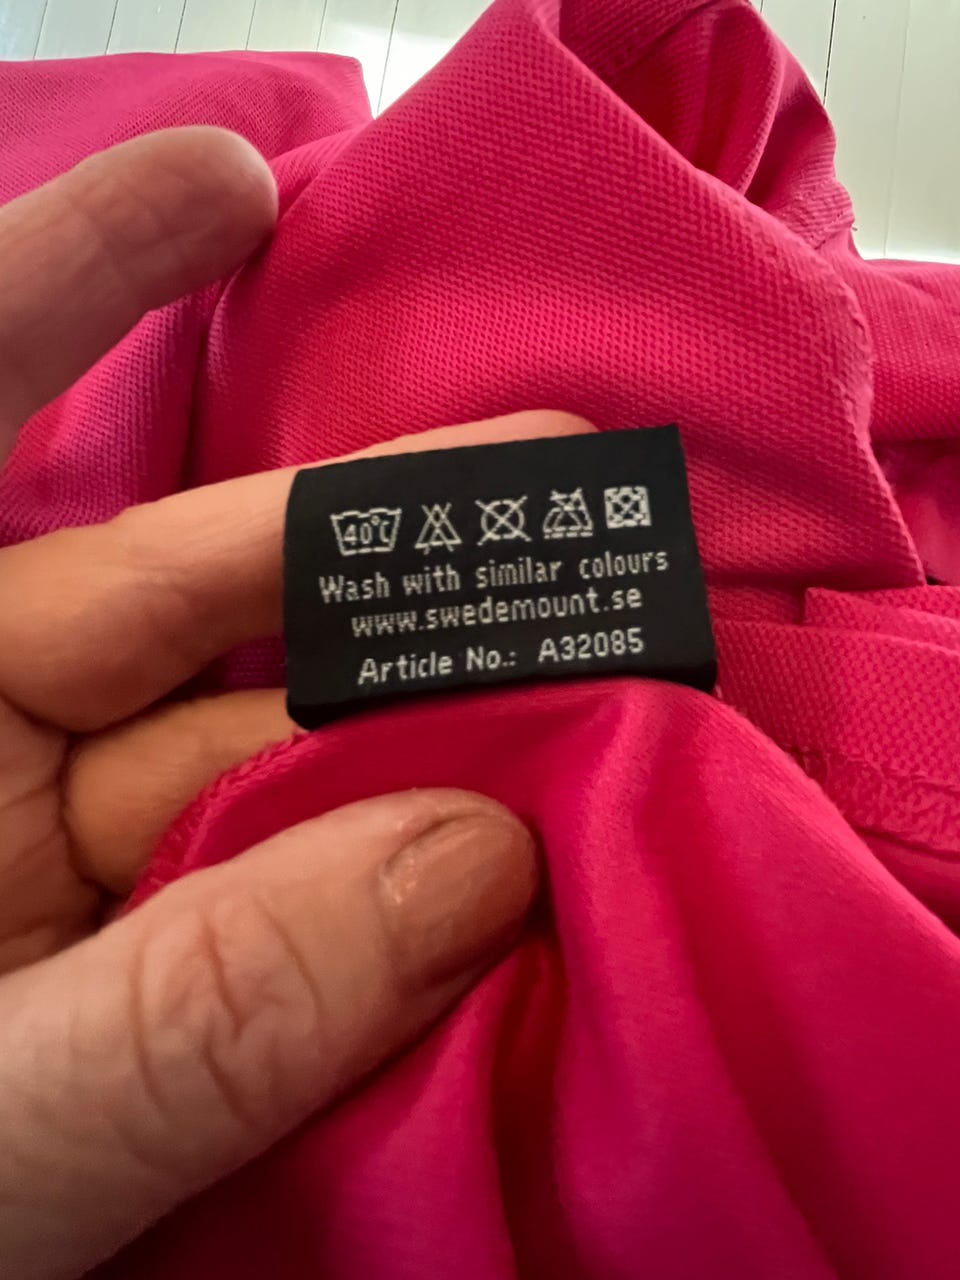 40°C
Wash with similar colours
www.swedemount.se
Article No.: A32085